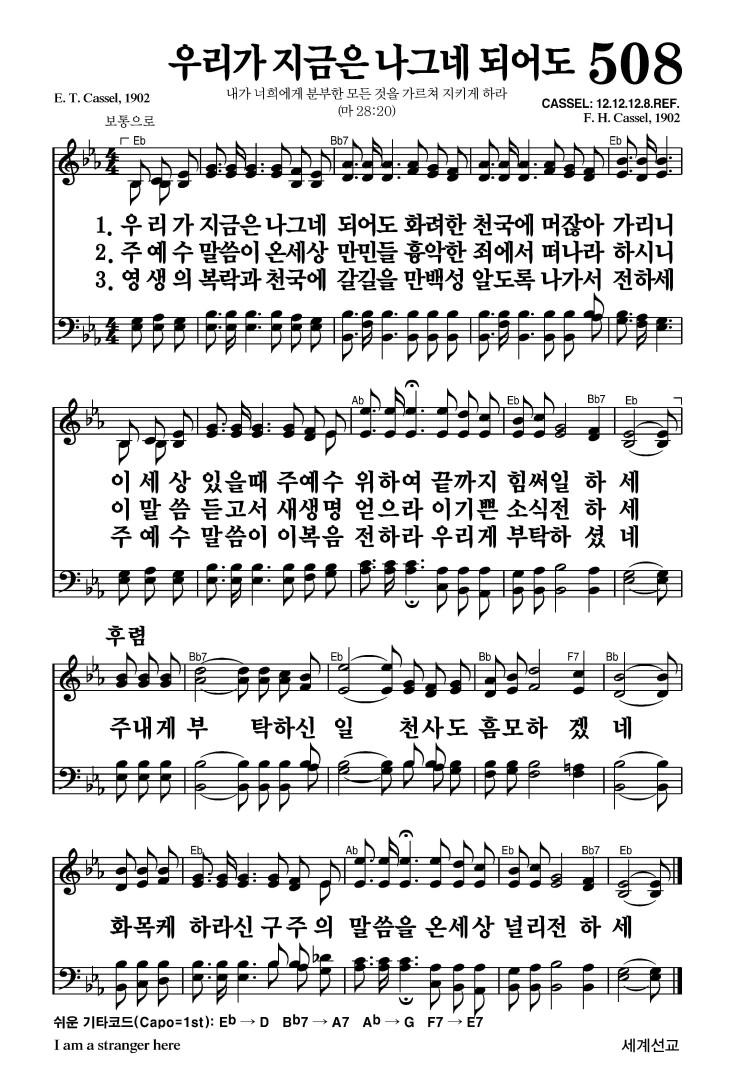 우리가 지금은 나그네 되어도 508
E. T. Cassel, 1902
내가 너희에게 분부한 모든 것을 가르쳐 지키게 하라
(마 28:20)
CASSEL: 12.12.12.8.REF.
F. H. Cassel, 1902
보통으로
Eb Bb7 Eb
1. 우 리 가 지금은 나그네 되어도 화려한 천국에 머잖아 가리니
2. 주 예 수 말씀이 온세상 만민들 흉악한 죄에서 떠나라 하시니
3. 영 생 의 복락과 천국에 갈길을 만백성 알도록 나가서 전하세
Ab Eb Bb7 Eb
이 세 상 있을때 주예수 위하여 끝까지 힘써일 하 세
이 말 씀 듣고서 새생명 얻으라 이기쁜 소식전 하 세
주 예 수 말씀이 이복음 전하라 우리게 부탁하 셨 네
후렴
Bb7 Eb Bb F7 Bb
주내게 부 탁하신 일 천사도 흠모하 겠 네
Eb Ab Eb Bb7 Eb
화목케 하라신 구주의 말씀을 온세상 널리전 하 세
쉬운 기타코드(Capo=1st): E♭ → D B♭7 → A7 A♭ → G F7 → E7
I am a stranger here
세계선교